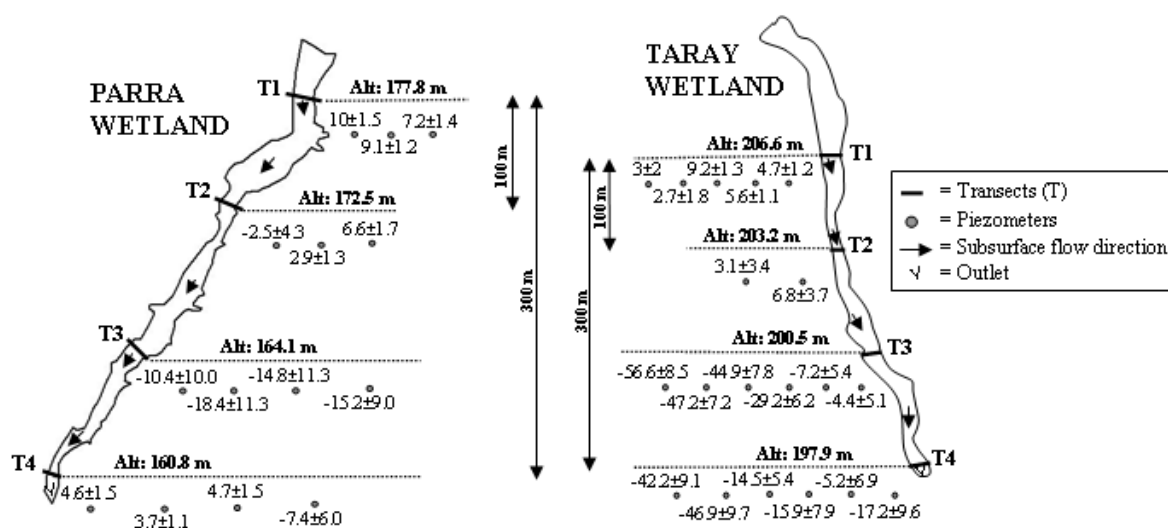 PARRA
WETLAND
T1
Alt: 177.8 m
10±1.5 7.2±1.4
9.1±1.2
T2
Alt: 172.5 m
-2.5±4.3 6.6±1.7
2.9±1.3
T3
Alt: 164.1 m
-10.4±10.0 -14.8±11.3
-18.4±11.3 -15.2±9.0
T4
Alt: 160.8 m
4.6±1.5 4.7±1.5
3.7±1.1 -7.4±6.0
100 m
300 m
TARAY
WETLAND
Alt: 206.6 m
T1
3±2 9.2±1.3 4.7±1.2
2.7±1.8 5.6±1.1
100 m
300 m
Alt: 203.2 m
T2
3.1±3.4
6.8±3.7
Alt: 200.5 m
T3
-56.6±8.5 -44.9±7.8 -7.2±5.4
-47.2±7.2 -29.2±6.2 -4.4±5.1
Alt: 197.9 m
T4
-42.2±9.1 -14.5±5.4 -5.2±6.9
-46.9±9.7 -15.9±7.9 -17.2±9.6
= Transects (T)
= Piezometers
= Subsurface flow direction
= Outlet